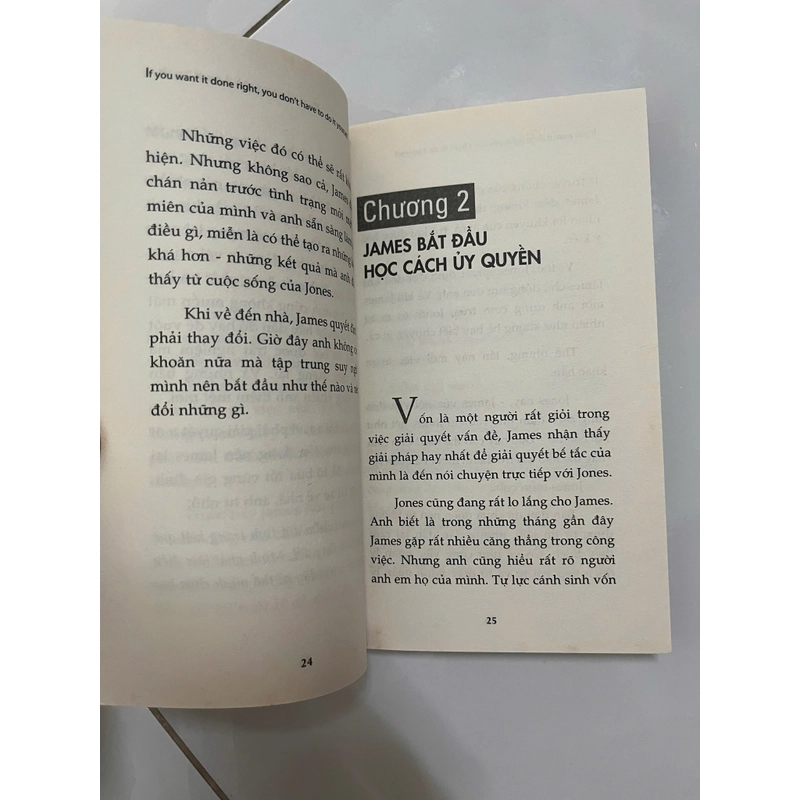 If you want it done right, you don't have to do it
Những việc đó có thể sẽ rất
hiện. Nhưng không sao cả, James
chán nản trước tình trạng mỏi
miên của mình và anh sẵn sàng
điều gì, miễn là có thể tạo ra những
khá hơn - những kết quả mà anh
thấy từ cuộc sống của Jones.
Khi về đến nhà, James quyết
phải thay đổi. Giờ đây anh không
khoăn nữa mà tập trung suy
mình nên bắt đầu như thế nào và
đổi những gì.
24
Chương 2
JAMES BẮT ĐẦU
HỌC CÁCH ỦY QUYỀN
Vốn là một người rất giỏi trong
việc giải quyết vấn đề, James nhận thấy
giải pháp hay nhất để giải quyết bế tắc của
mình là đến nói chuyện trực tiếp với Jones.
Jones cũng đang rất lo lắng cho James.
Anh biết là trong những tháng gần đây
James gặp rất nhiều căng thẳng trong công
việc. Nhưng anh cũng hiểu rất rõ người
anh em họ của mình. Tự lực cánh sinh vốn
25